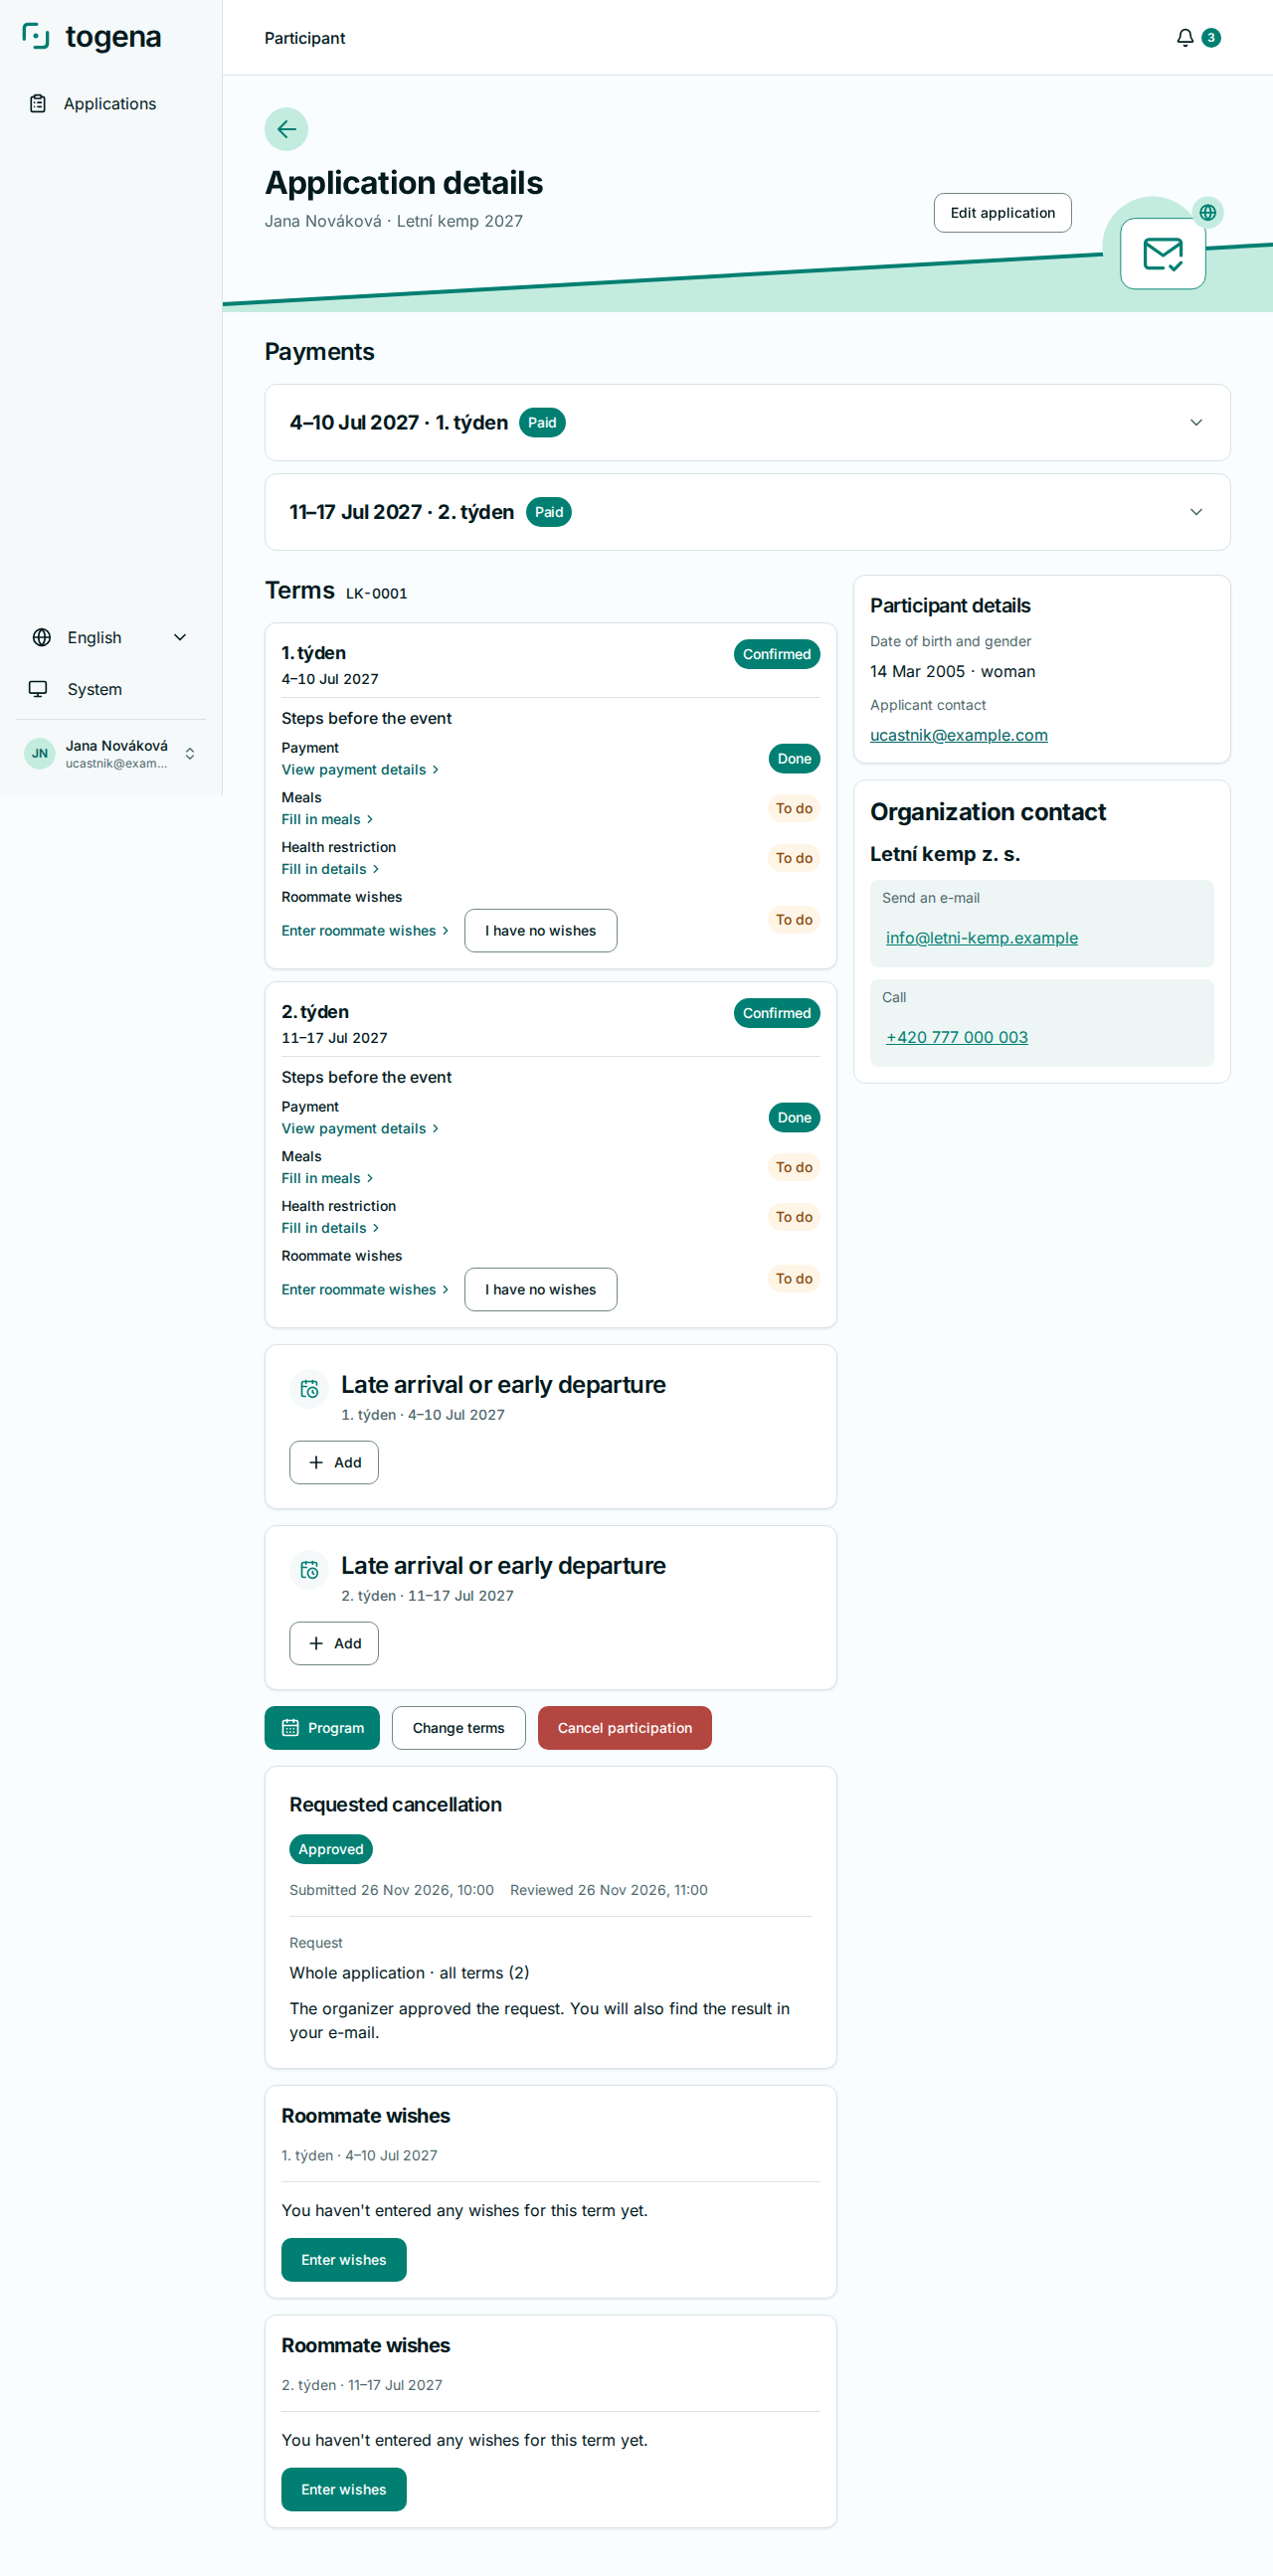 togena
Applications
English
System
JN
Jana Nováková
ucastnik@exam...
Participant
3
Application details
Jana Nováková · Letní kemp 2027
Edit application
Payments
4–10 Jul 2027 · 1. týden Paid
11–17 Jul 2027 · 2. týden Paid
Terms LK-0001
1. týden
Confirmed
4–10 Jul 2027
Steps before the event
Payment
View payment details
Done
Meals
Fill in meals
To do
Health restriction
Fill in details
To do
Roommate wishes
Enter roommate wishes
I have no wishes
To do
2. týden
Confirmed
11–17 Jul 2027
Steps before the event
Payment
View payment details
Done
Meals
Fill in meals
To do
Health restriction
Fill in details
To do
Roommate wishes
Enter roommate wishes
I have no wishes
To do
Late arrival or early departure
1. týden · 4–10 Jul 2027
Add
Late arrival or early departure
2. týden · 11–17 Jul 2027
Add
Program
Change terms
Cancel participation
Requested cancellation
Approved
Submitted 26 Nov 2026, 10:00 Reviewed 26 Nov 2026, 11:00
Request
Whole application · all terms (2)
The organizer approved the request. You will also find the result in
your e-mail.
Roommate wishes
1. týden · 4–10 Jul 2027
You haven't entered any wishes for this term yet.
Enter wishes
Roommate wishes
2. týden · 11–17 Jul 2027
You haven't entered any wishes for this term yet.
Enter wishes
Participant details
Date of birth and gender
14 Mar 2005 · woman
Applicant contact
ucastnik@example.com
Organization contact
Letní kemp z. s.
Send an e-mail
info@letni-kemp.example
Call
+420 777 000 003